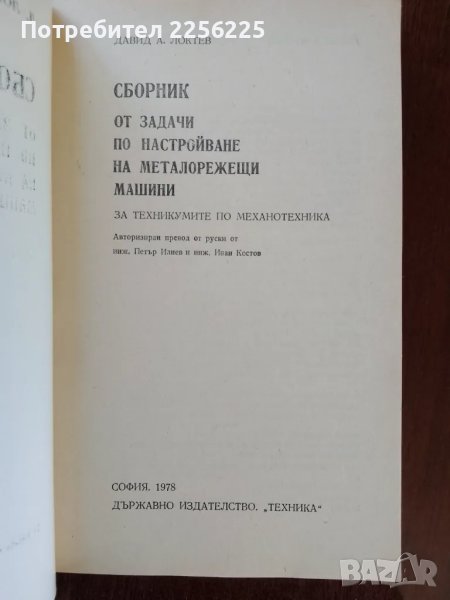 Потребител 2256225
ДАВИД А. ЛОКТЕВ
СБОРНИК
ОТ ЗАДАЧИ
ПО НАСТРОЙВАНЕ
НА МЕТАЛОРЕЖЕЩИ
МАШИНИ
ЗА ТЕХНИКУМИТЕ ПО МЕХАНОТЕХНИКА
Авторизиран превод от руски от
инж. Петър Илиев и инж. Иван Костов
СОФИЯ, 1978
ДЪРЖАВНО ИЗДАТЕЛСТВО „ТЕХНИКА“
BAZAR